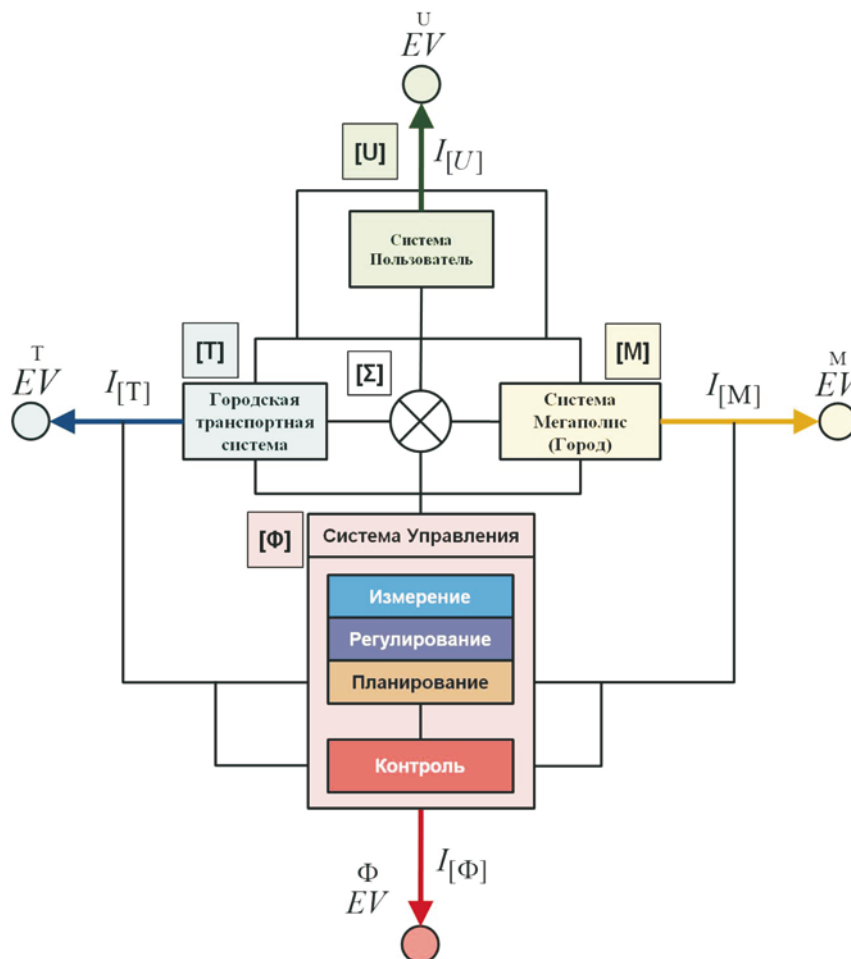 U
EV
[U]
I[U]
Система
Пользователь
[T]
[M]
T
EV
I[T]
[Σ]
I[M]
M
EV
Городская
транспортная
система
Система
Мегаполис
(Город)
[Ф]
Система Управления
Измерение
Регулирование
Планирование
Контроль
Ф
EV
I[Ф]